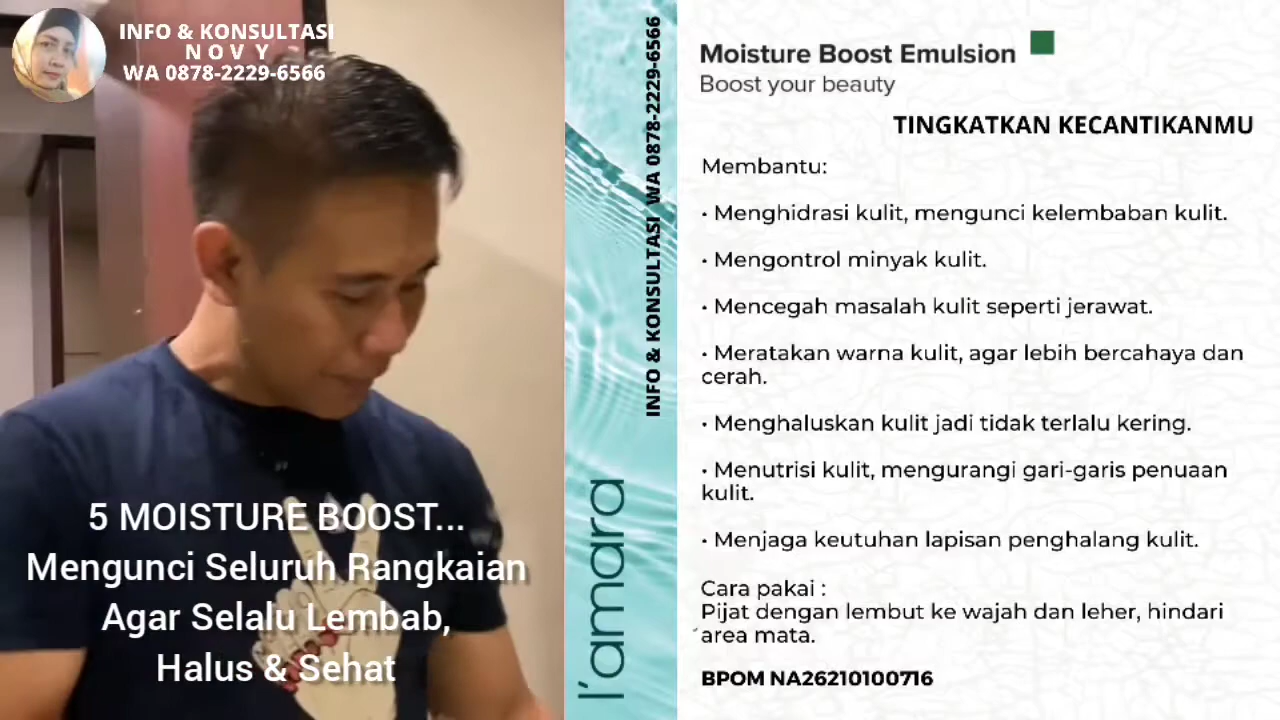 INFO & KONSULTASI
N O V Y
WA 0878-2229-6566
5 MOISTURE BOOST...
Mengunci Seluruh Rangkaian
Agar Selalu Lembab,
Halus & Sehat
INFO & KONSULTASI WA 0878-2229-6566
l'amara
Moisture Boost Emulsion
Boost your beauty
TINGKATKAN KECANTIKANMU
Membantu:
• Menghidrasi kulit, mengunci kelembaban kulit.
• Mengontrol minyak kulit.
• Mencegah masalah kulit seperti jerawat.
• Meratakan warna kulit, agar lebih bercahaya dan
cerah.
• Menghaluskan kulit jadi tidak terlalu kering.
• Menutrisi kulit, mengurangi gari-garis penuaan
kulit.
• Menjaga keutuhan lapisan penghalang kulit.
Cara pakai :
Pijat dengan lembut ke wajah dan leher, hindari
area mata.
BPOM NA26210100716